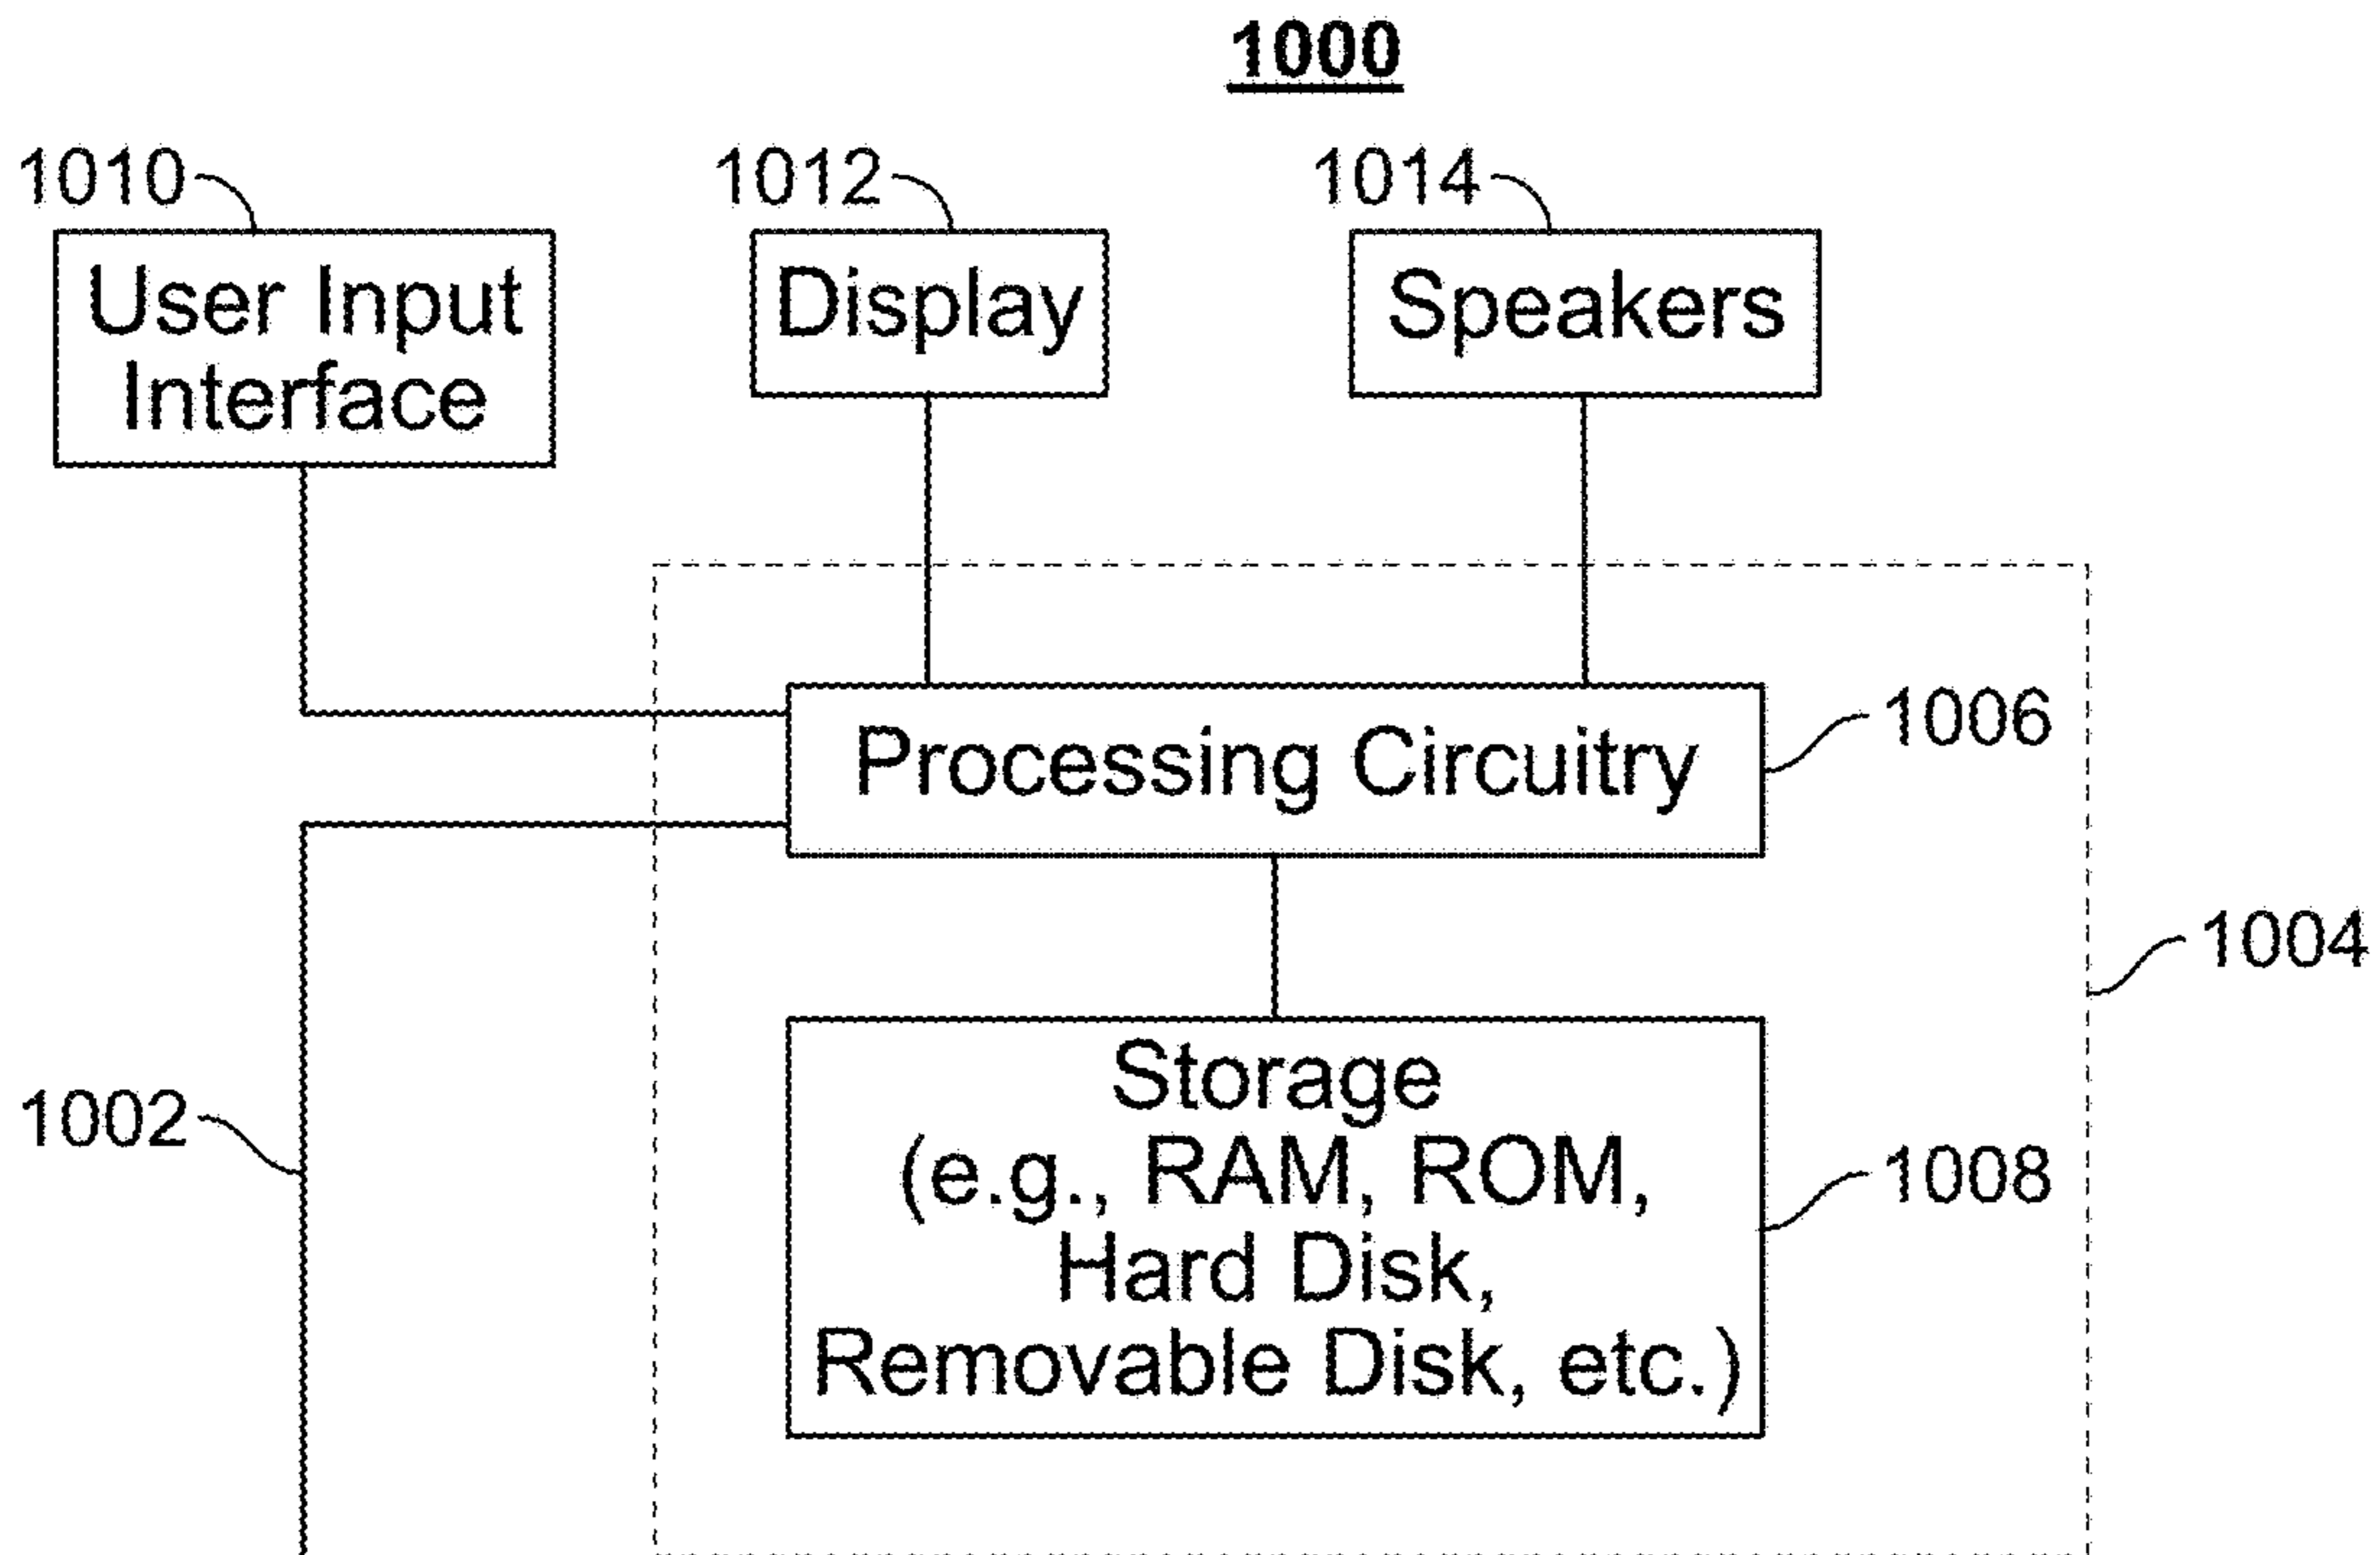 1000
1010
1012
1014
User Input
Interface
Display
Speakers
Processing Circuitry
1006
1004
1002
Storage
(e.g., RAM, ROM,
Hard Disk,
Removable Disk, etc.)
1008